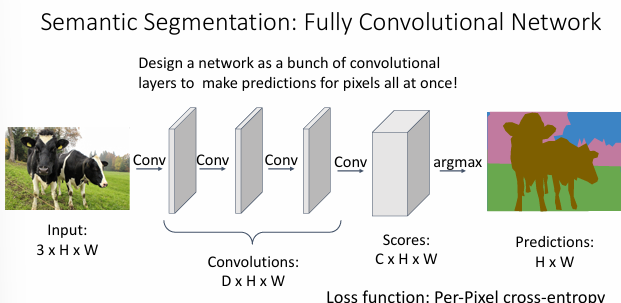 Semantic Segmentation: Fully Convolutional Network
Design a network as a bunch of convolutional
layers to make predictions for pixels all at once!
Conv
Conv
Conv
Conv
argmax
Input:
3 x H x W
Convolutions:
D x H x W
Scores:
C x H x W
Predictions:
H x W
Loss function: Per-Pixel cross-entropy